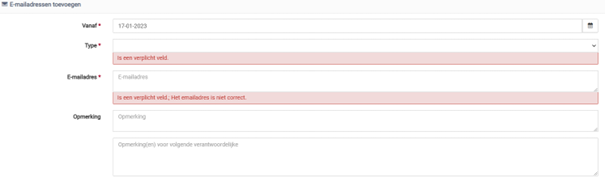 E-mailadressen toevoegen
Vanaf * 17-01-2023
Type *
Is een verplicht veld.
E-mailadres * E-mailadres
Is een verplicht veld.; Het emailadres is niet correct.
Opmerking Opmerking
Opmerking(en) voor volgende verantwoordelijke